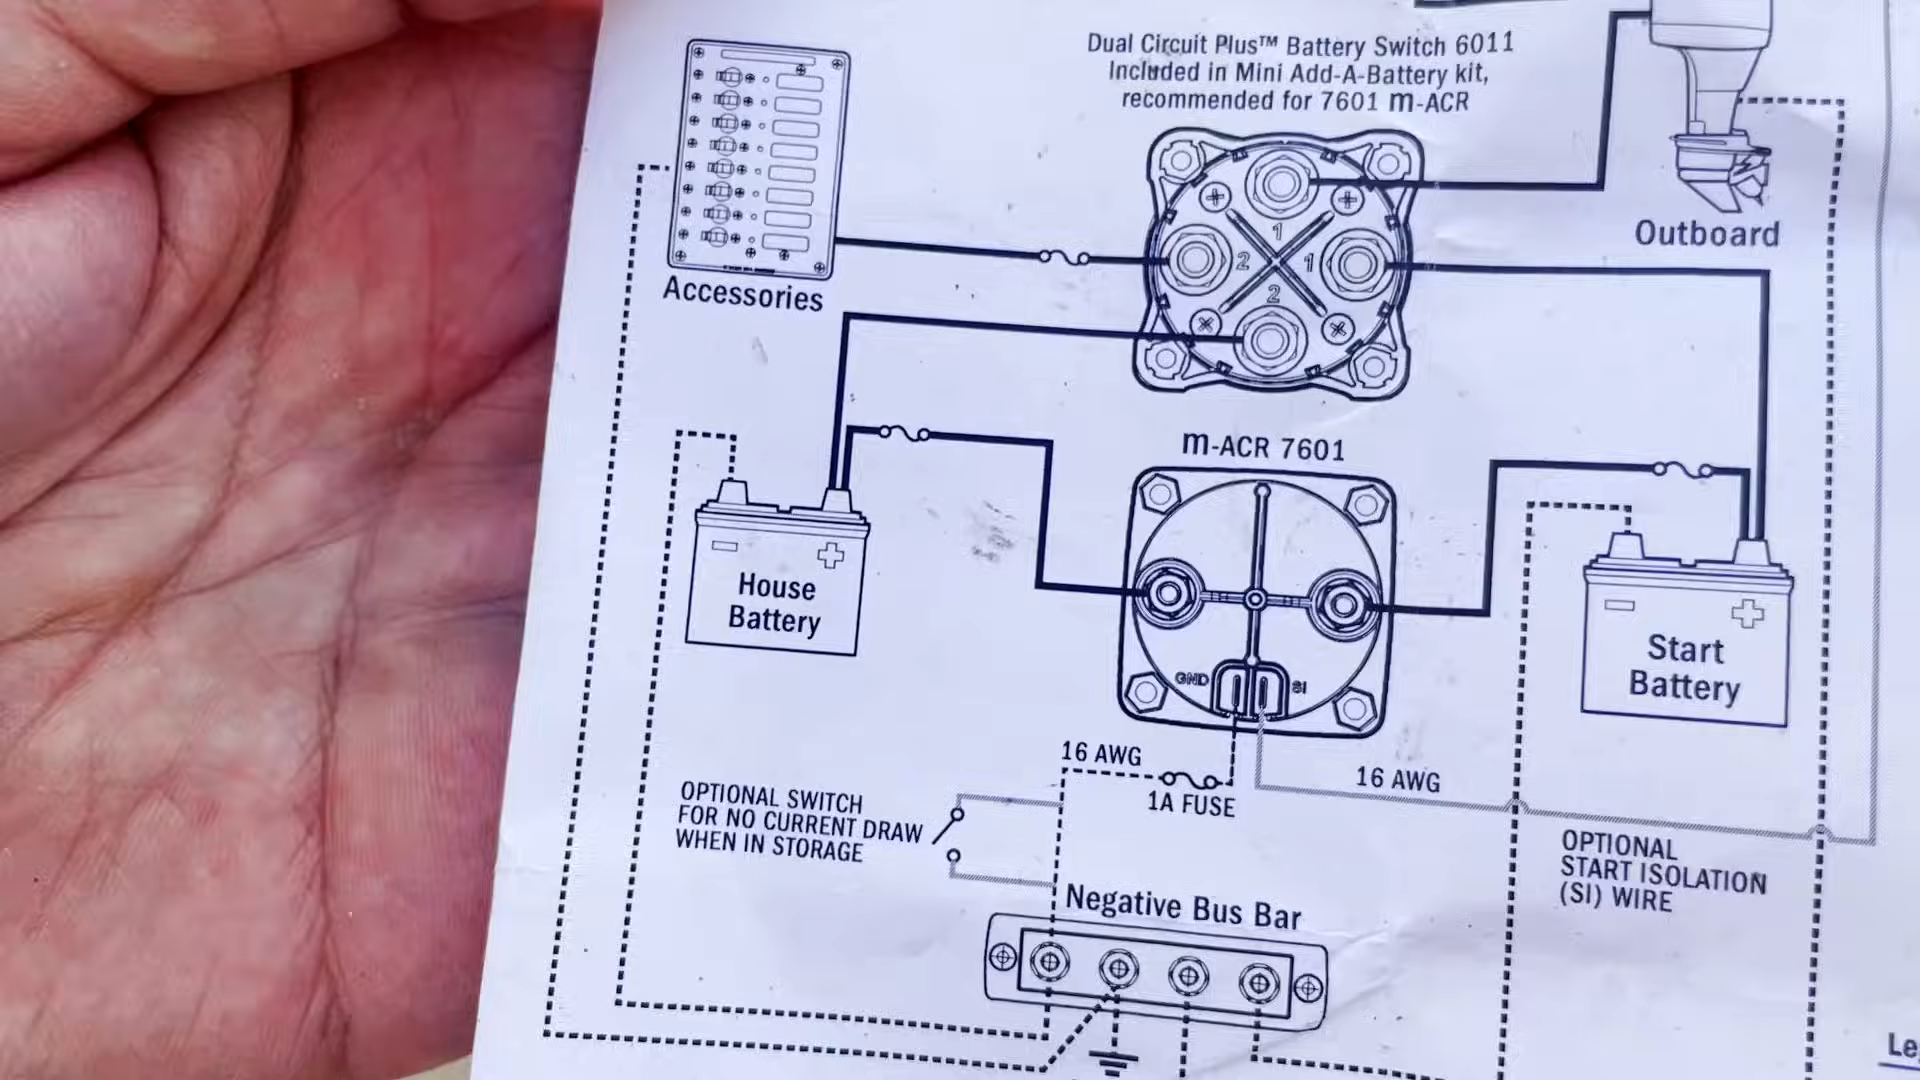 Dual Circuit Plus™ Battery Switch 6011
Included in Mini Add-A-Battery kit,
recommended for 7601 m-ACR
Outboard
Accessories
1
2
1
2
m-ACR 7601
House
Battery
Start
Battery
GND
SI
16 AWG
1A FUSE
16 AWG
OPTIONAL SWITCH
FOR NO CURRENT DRAW
WHEN IN STORAGE
OPTIONAL
START ISOLATION
(SI) WIRE
Negative Bus Bar